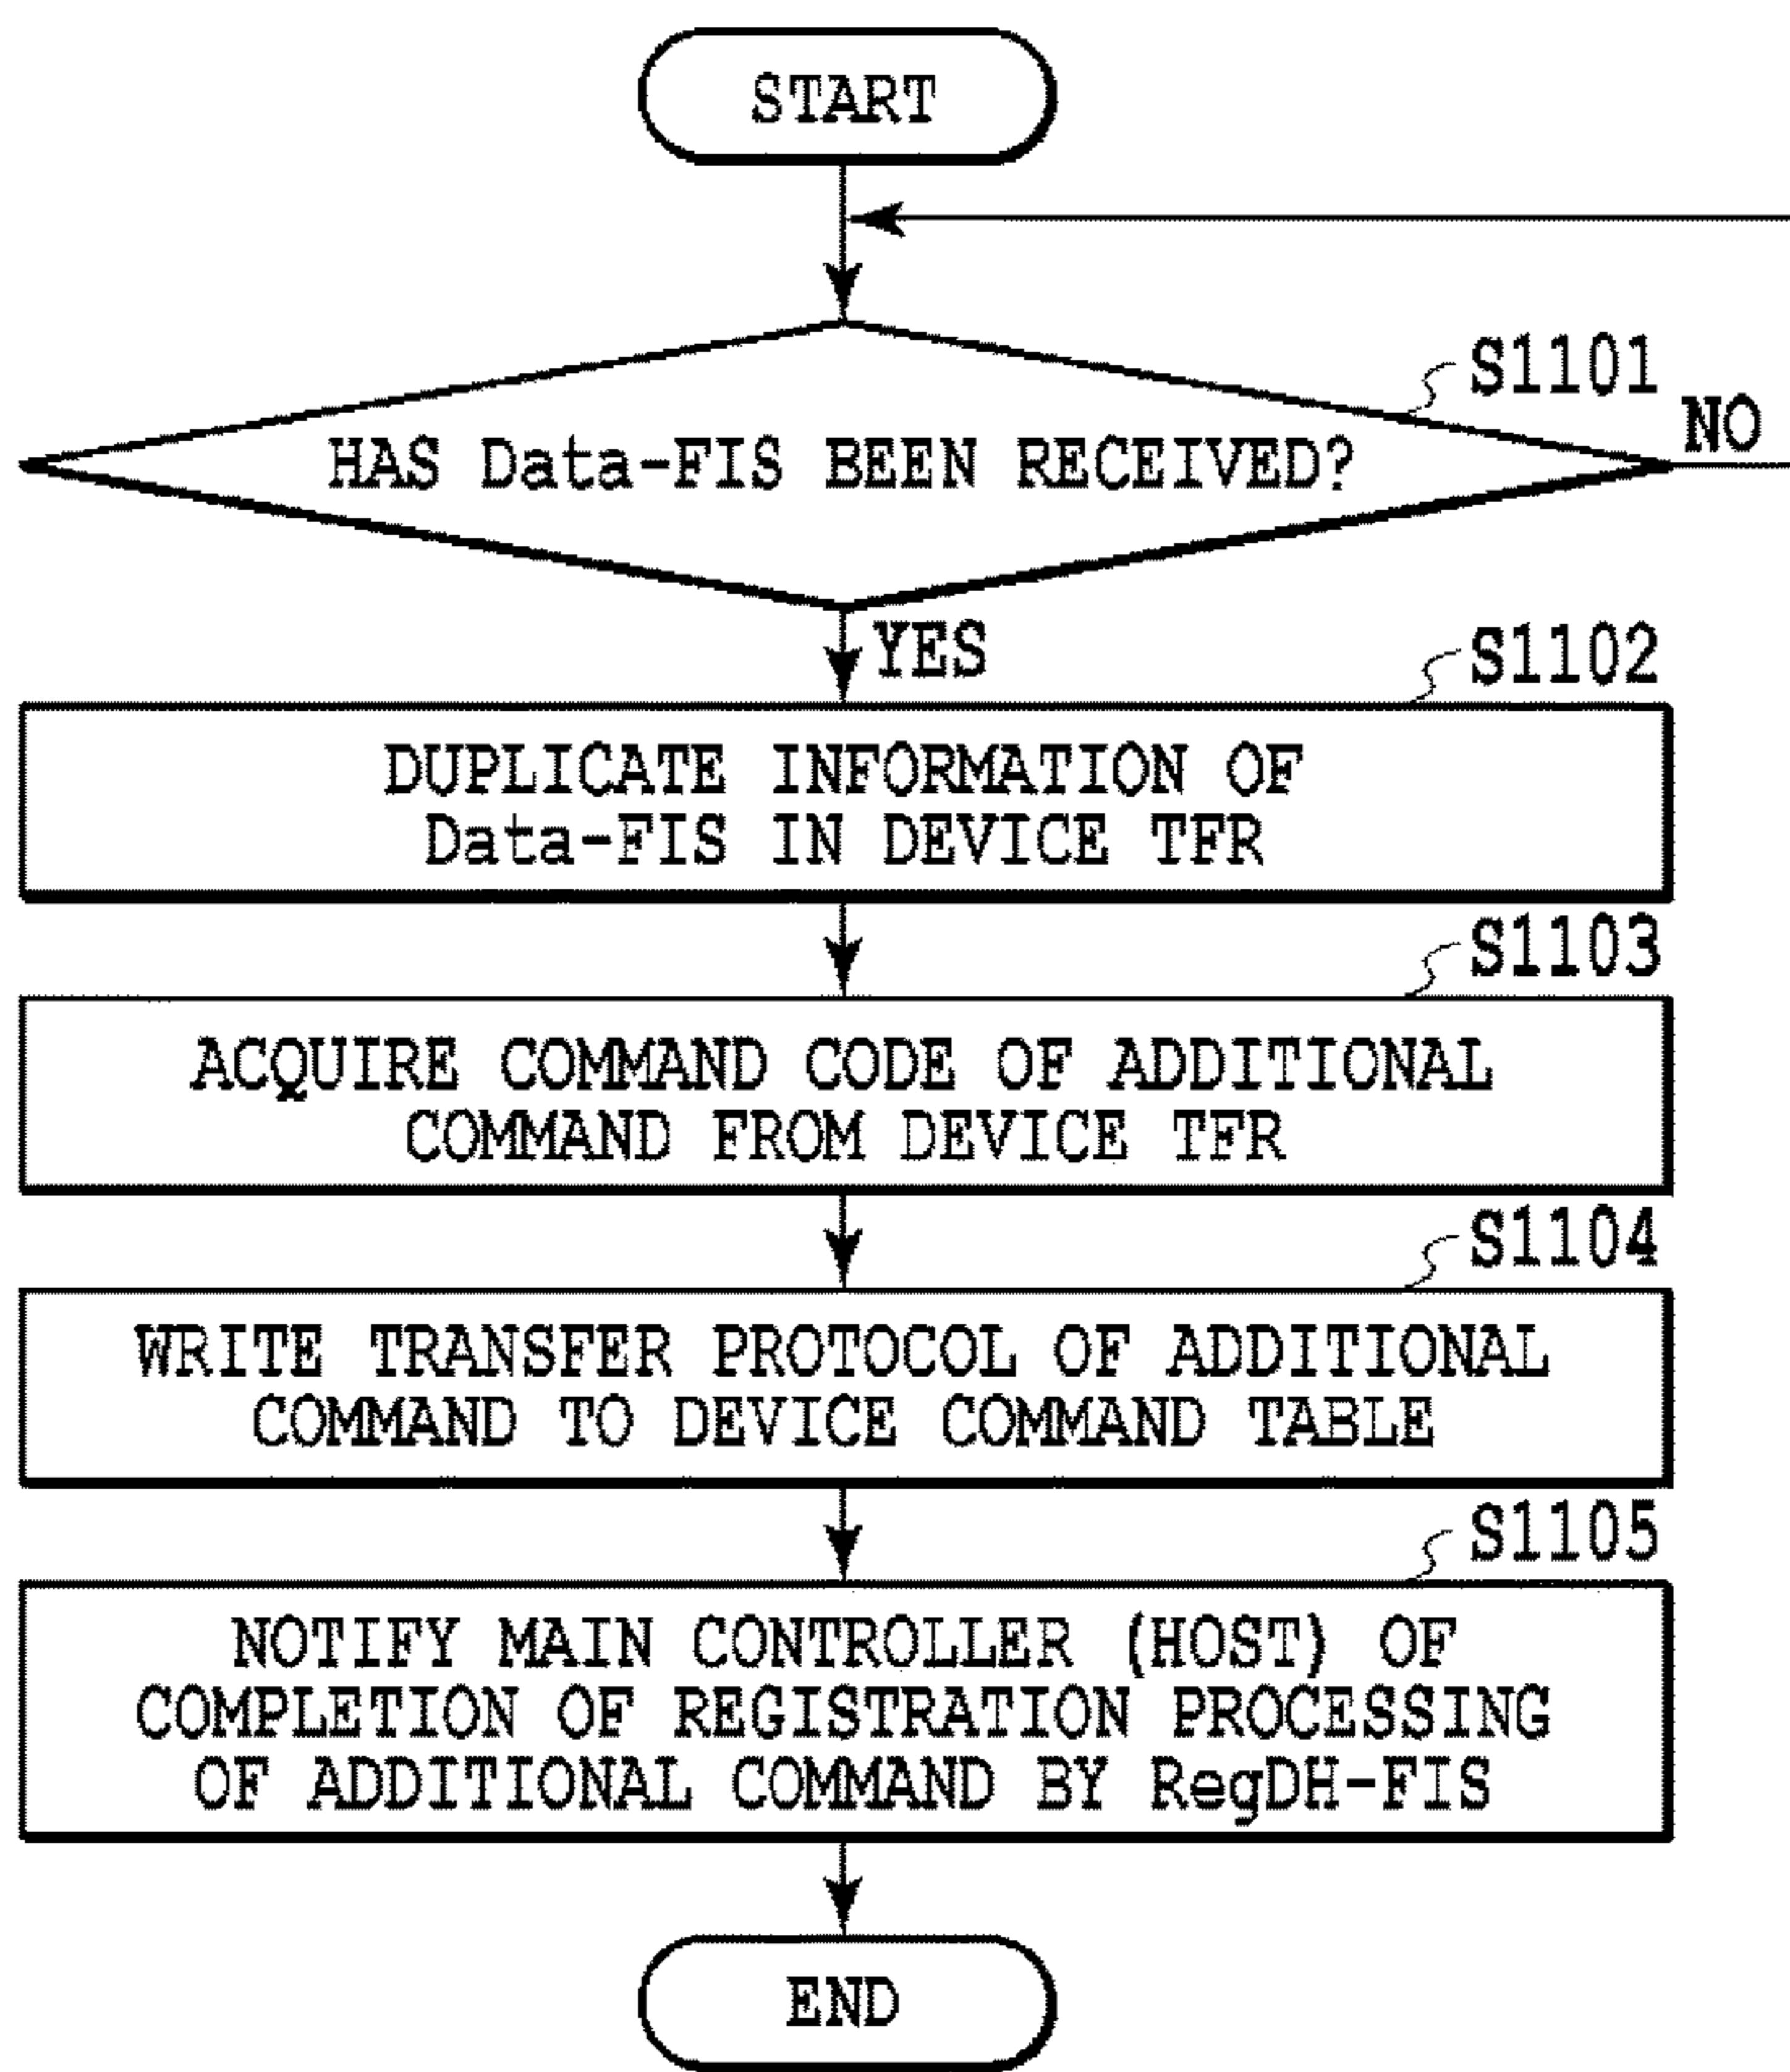 START
S1101
NO
HAS Data-FIS BEEN RECEIVED?
YES
S1102
DUPLICATE INFORMATION OF
Data-FIS IN DEVICE TFR
S1103
ACQUIRE COMMAND CODE OF ADDITIONAL
COMMAND FROM DEVICE TFR
S1104
WRITE TRANSFER PROTOCOL OF ADDITIONAL
COMMAND TO DEVICE COMMAND TABLE
S1105
NOTIFY MAIN CONTROLLER (HOST) OF
COMPLETION OF REGISTRATION PROCESSING
OF ADDITIONAL COMMAND BY RegDH-FIS
END